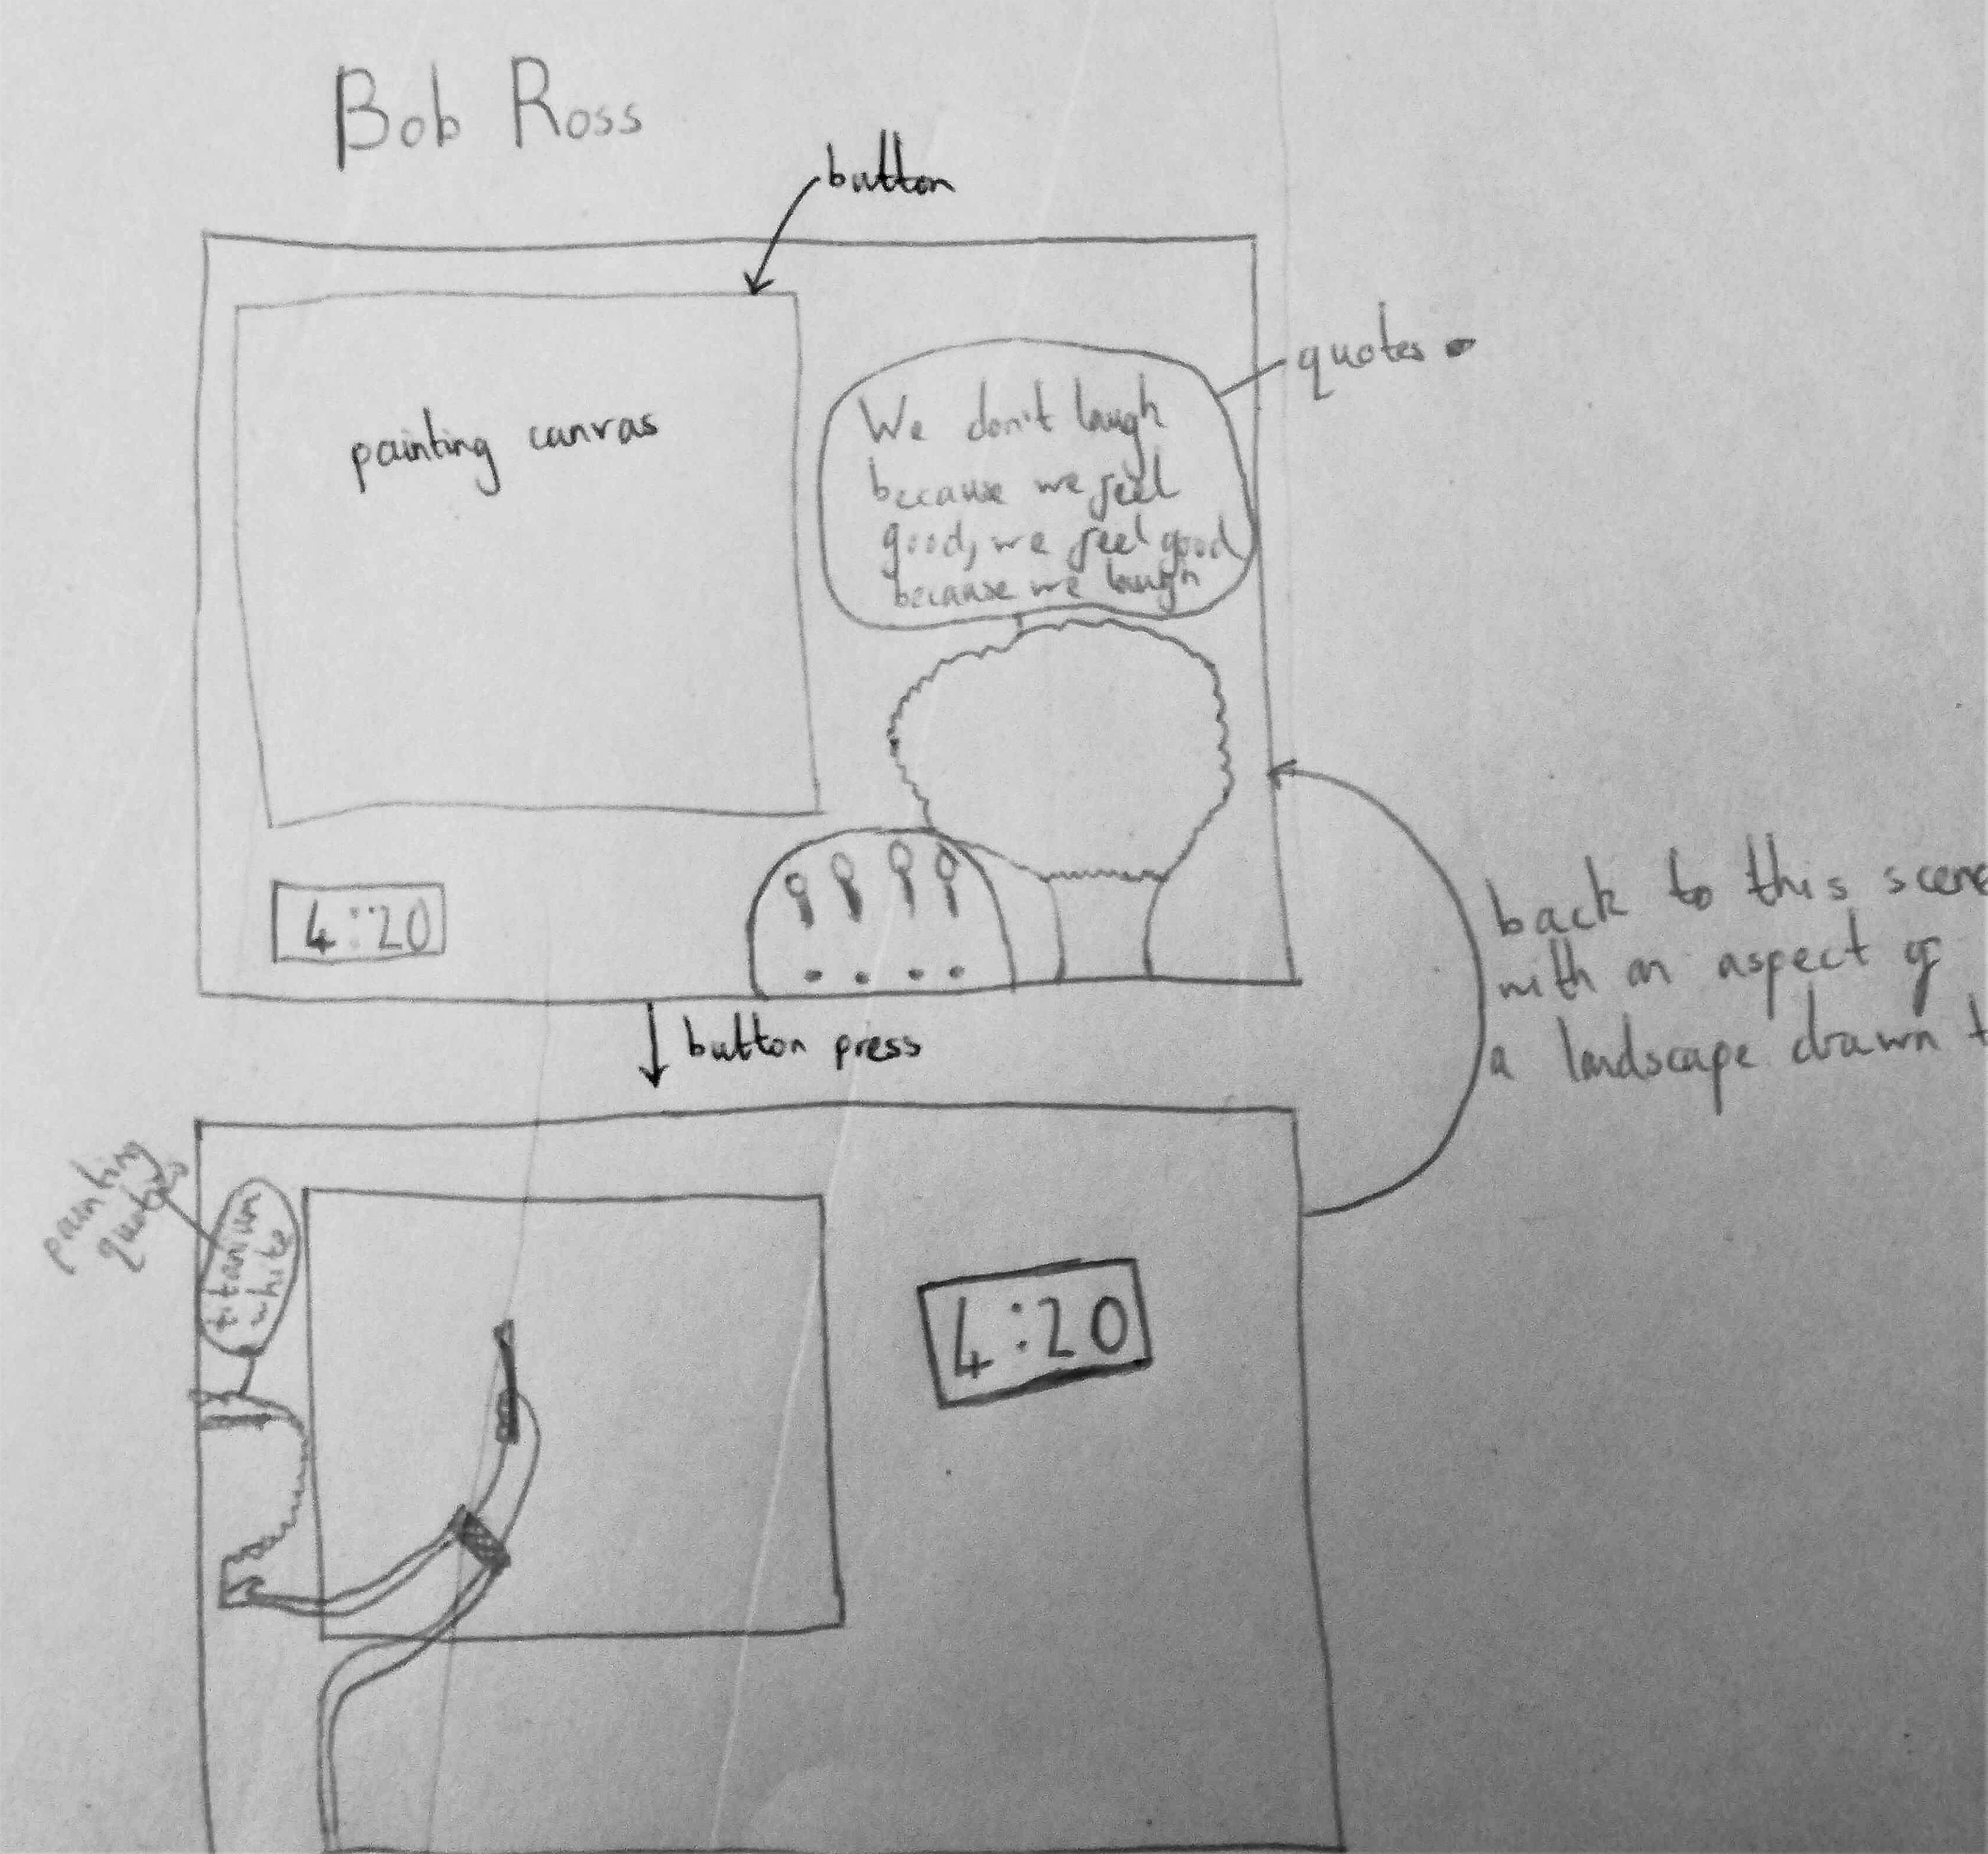 Bob Ross
button
painting canvas
quotes
We don't laugh
because we feel
good, we feel good
because we laugh
4:20
button press
back to this scene
with an aspect of
a landscape drawn
painting
quotes
titanium
white
4:20